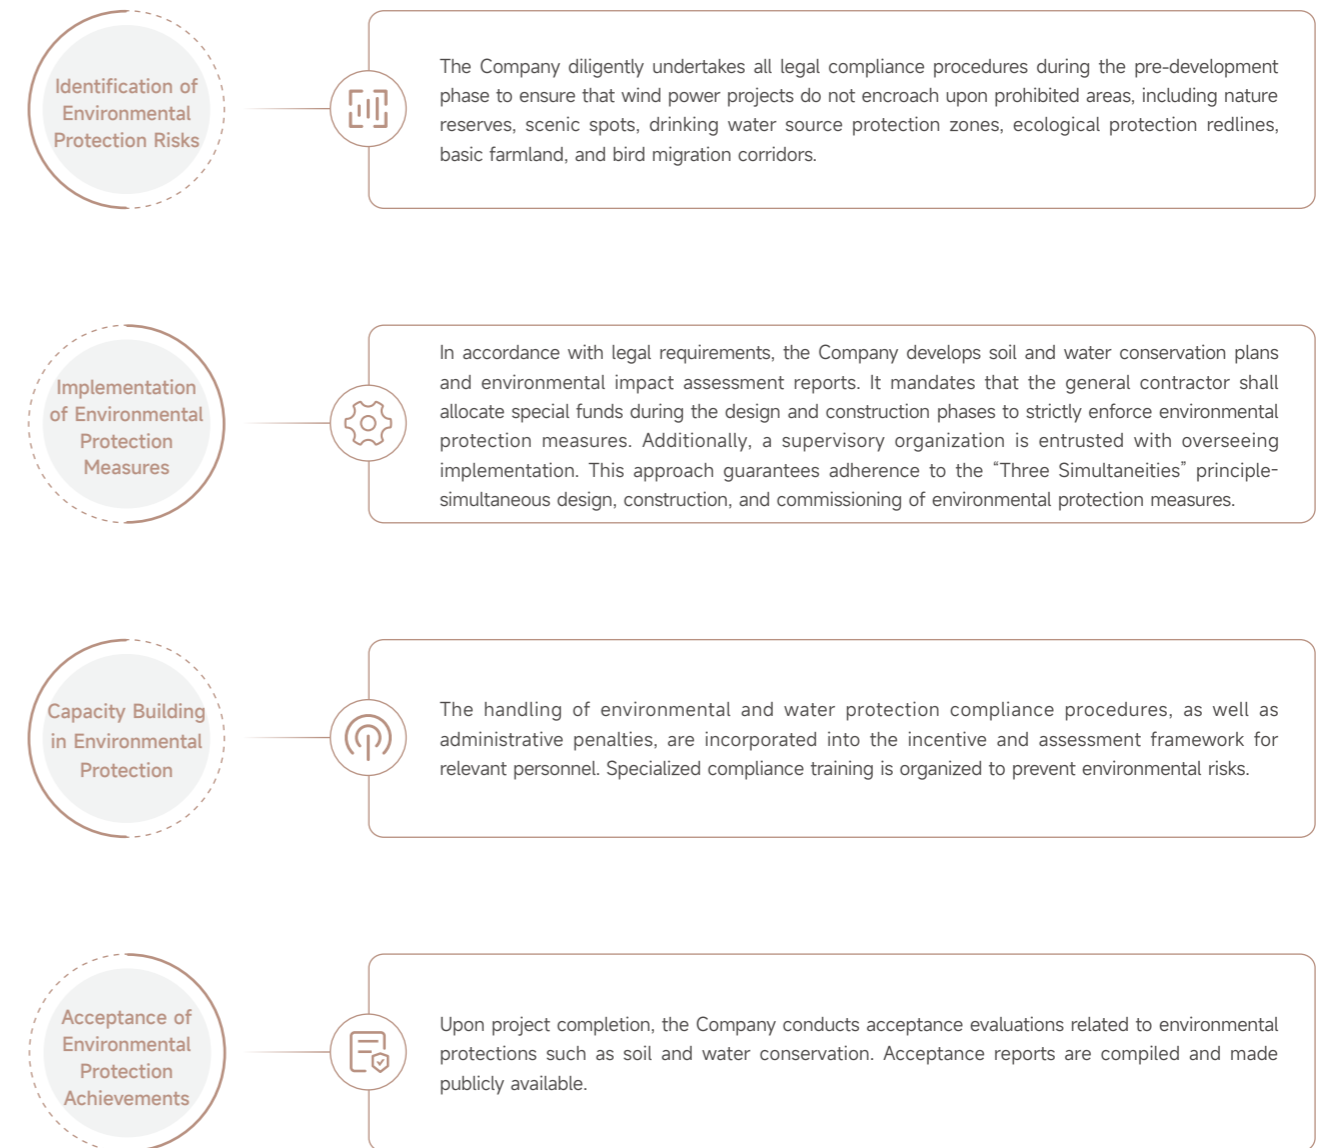 Identification of
Environmental
Protection Risks
The Company diligently undertakes all legal compliance procedures during the pre-development
phase to ensure that wind power projects do not encroach upon prohibited areas, including nature
reserves, scenic spots, drinking water source protection zones, ecological protection redlines,
basic farmland, and bird migration corridors.
Implementation
of Environmental
Protection
Measures
In accordance with legal requirements, the Company develops soil and water conservation plans
and environmental impact assessment reports. It mandates that the general contractor shall
allocate special funds during the design and construction phases to strictly enforce environmental
protection measures. Additionally, a supervisory organization is entrusted with overseeing
implementation. This approach guarantees adherence to the “Three Simultaneities” principle-
simultaneous design, construction, and commissioning of environmental protection measures.
Capacity Building
in Environmental
Protection
The handling of environmental and water protection compliance procedures, as well as
administrative penalties, are incorporated into the incentive and assessment framework for
relevant personnel. Specialized compliance training is organized to prevent environmental risks.
Acceptance of
Environmental
Protection
Achievements
Upon project completion, the Company conducts acceptance evaluations related to environmental
protections such as soil and water conservation. Acceptance reports are compiled and made
publicly available.